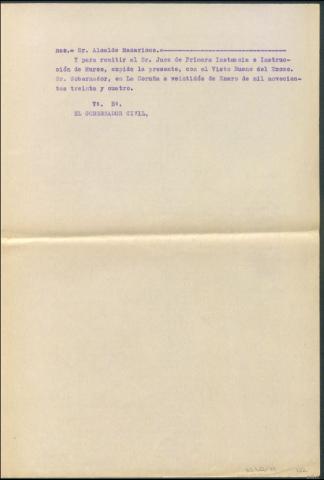 nes.= Sr. Alcalde Mazaricos.=
Y para remitir al Sr. Juez de Primera Instancia e Instruc-
ción de Muros, expido la presente, con el Visto Bueno del Excmo.
Sr. Gobernador, en La Coruña a veintidós de Enero de mil novecien-
tos treinta y cuatro.
Vº. Bº.
EL GOBERNADOR CIVIL,